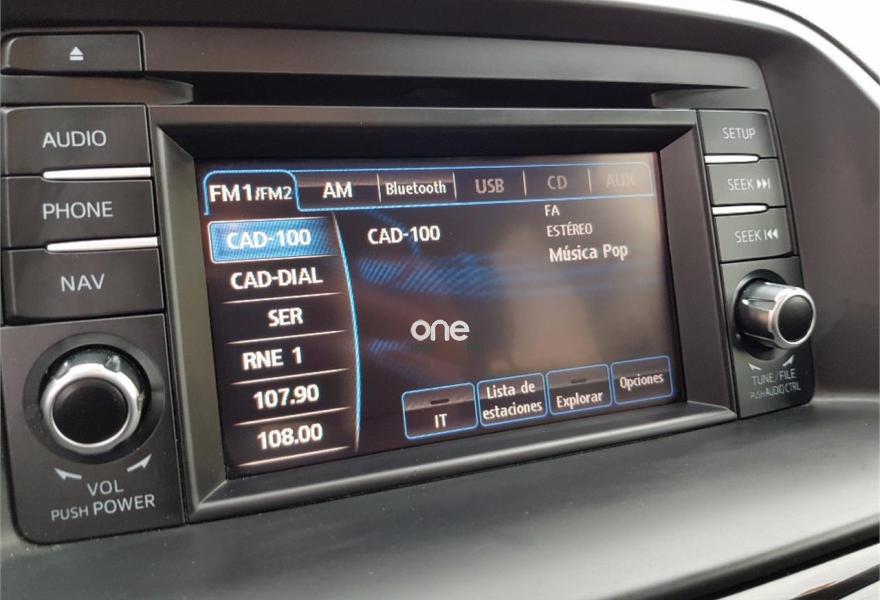 AUDIO
PHONE
NAV
VOL
PUSH POWER
FM1/FM2
AM
Bluetooth
USB
CD
AUX
CAD-100
CAD-DIAL
SER
RNE 1
107.90
108.00
CAD-100
FA
ESTÉREO
Música Pop
one
IT
Lista de
estaciones
Explorar
Opciones
SETUP
SEEK
SEEK
TUNE/FILE
PUSH AUDIO CTRL